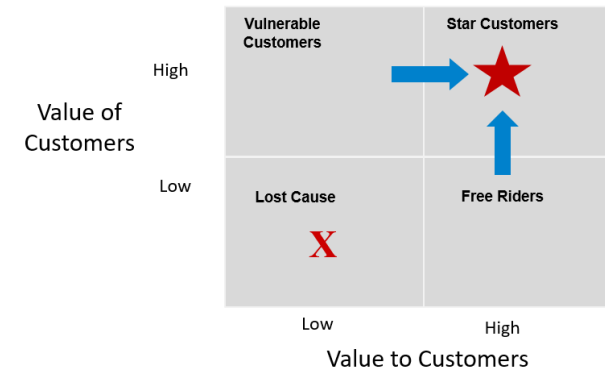 Vulnerable
Customers
Star Customers
High
Value of
Customers
Low
Lost Cause
Free Riders
X
Low
High
Value to Customers